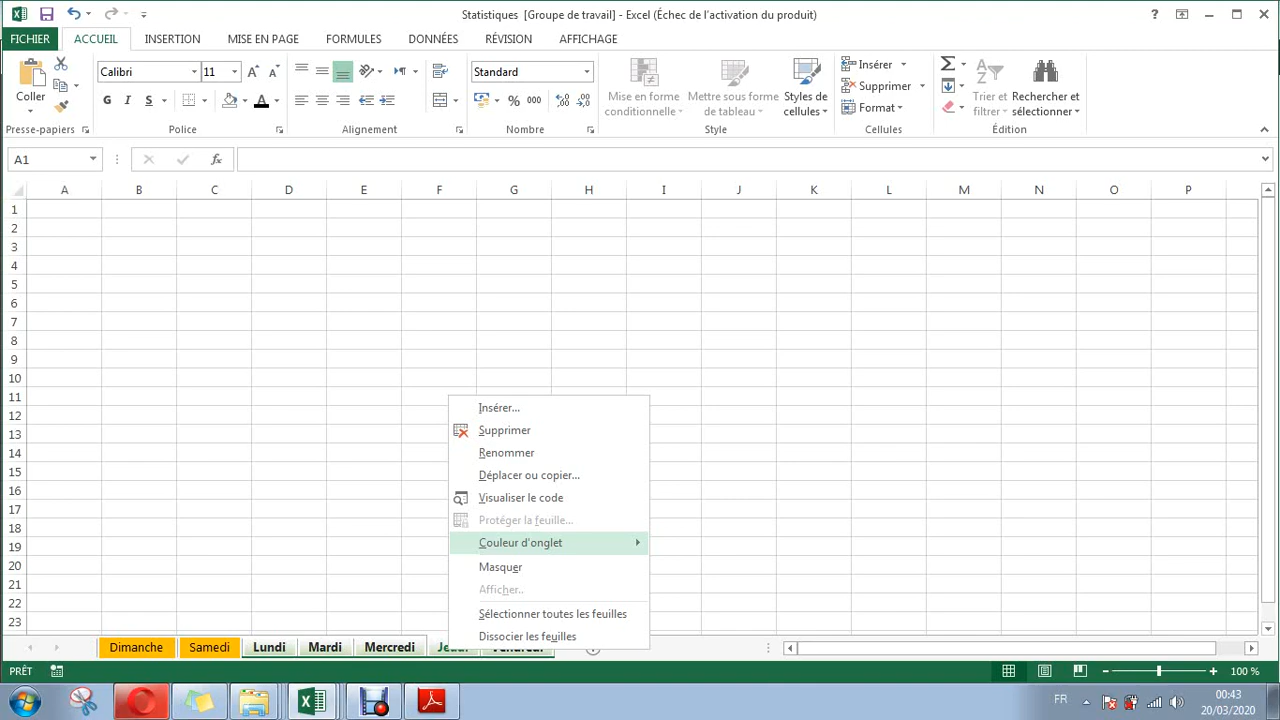 Statistiques [Groupe de travail] - Excel (Échec de l'activation du produit)
FICHIER ACCUEIL INSERTION MISE EN PAGE FORMULES DONNÉES RÉVISION AFFICHAGE
Coller
Presse-papiers
Calibri 11
G I S A
Police
Alignement
Standard
% 000
Nombre
Mise en forme conditionnelle
Mettre sous forme de tableau
Styles de cellules
Style
Insérer
Supprimer
Format
Cellules
Trier et filtrer
Rechercher et sélectionner
Édition
A1 fx
A B C D E F G H I J K L M N O P
1
2
3
4
5
6
7
8
9
10
11
12
13
14
15
16
17
18
19
20
21
22
23
Insérer...
Supprimer
Renommer
Déplacer ou copier...
Visualiser le code
Protéger la feuille...
Couleur d'onglet
Masquer
Afficher..
Sélectionner toutes les feuilles
Dissocier les feuilles
Dimanche Samedi Lundi Mardi Mercredi Jeudi Vendredi
PRÊT 100 %
FR 00:43
20/03/2020